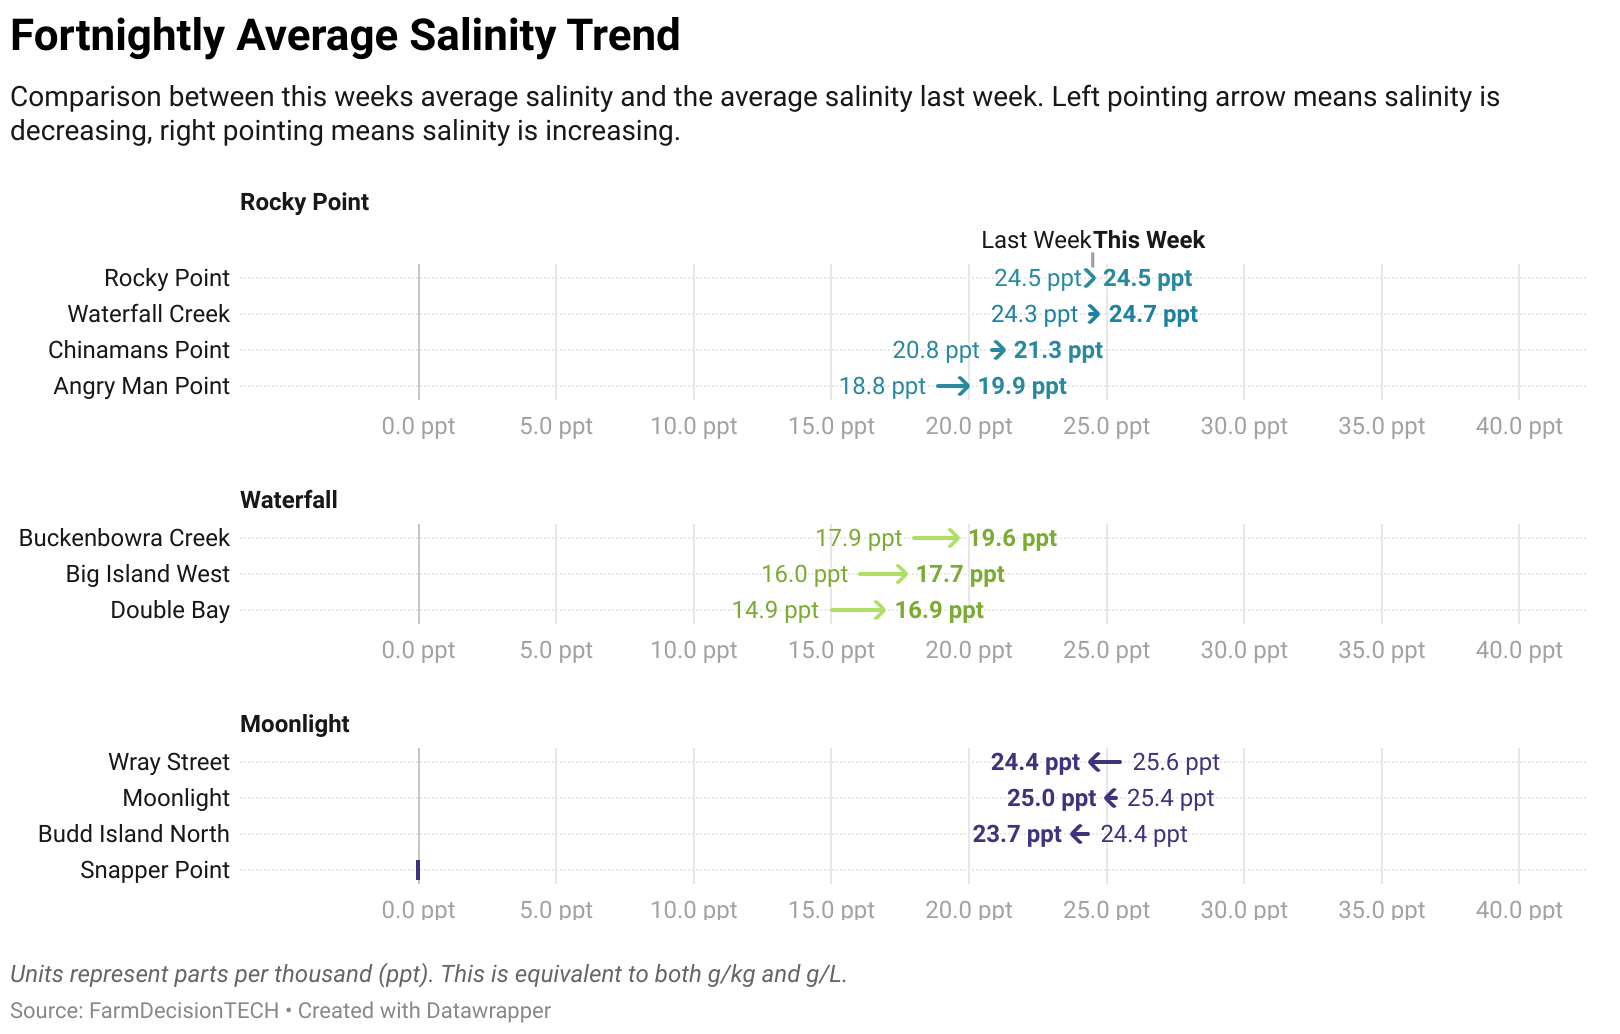 Fortnightly Average Salinity Trend
Comparison between this weeks average salinity and the average salinity last week. Left pointing arrow means salinity is
decreasing, right pointing means salinity is increasing.
Rocky Point
Last Week This Week
Rocky Point 24.5 ppt 24.5 ppt
Waterfall Creek 24.3 ppt 24.7 ppt
Chinamans Point 20.8 ppt 21.3 ppt
Angry Man Point 18.8 ppt 19.9 ppt
0.0 ppt 5.0 ppt 10.0 ppt 15.0 ppt 20.0 ppt 25.0 ppt 30.0 ppt 35.0 ppt 40.0 ppt
Waterfall
Buckenbowra Creek 17.9 ppt 19.6 ppt
Big Island West 16.0 ppt 17.7 ppt
Double Bay 14.9 ppt 16.9 ppt
0.0 ppt 5.0 ppt 10.0 ppt 15.0 ppt 20.0 ppt 25.0 ppt 30.0 ppt 35.0 ppt 40.0 ppt
Moonlight
Wray Street 24.4 ppt 25.6 ppt
Moonlight 25.0 ppt 25.4 ppt
Budd Island North 23.7 ppt 24.4 ppt
Snapper Point
0.0 ppt 5.0 ppt 10.0 ppt 15.0 ppt 20.0 ppt 25.0 ppt 30.0 ppt 35.0 ppt 40.0 ppt
Units represent parts per thousand (ppt). This is equivalent to both g/kg and g/L.
Source: FarmDecisionTECH • Created with Datawrapper